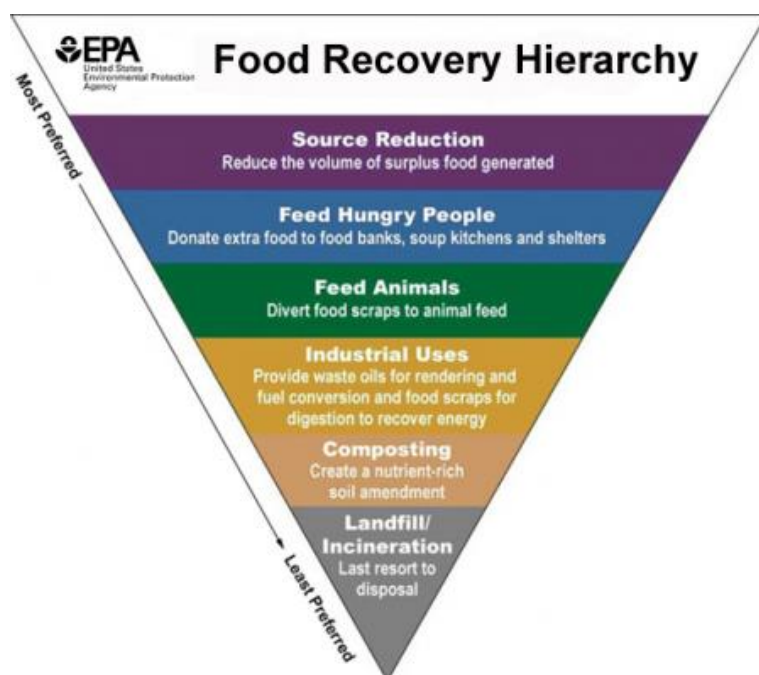 EPA
United States
Environmental Protection
Agency
Food Recovery Hierarchy
Most Preferred
Source Reduction
Reduce the volume of surplus food generated
Feed Hungry People
Donate extra food to food banks, soup kitchens and shelters
Feed Animals
Divert food scraps to animal feed
Industrial Uses
Provide waste oils for rendering and
fuel conversion and food scraps for
digestion to recover energy
Composting
Create a nutrient-rich
soil amendment
Landfill/
Incineration
Last resort to
disposal
Least Preferred